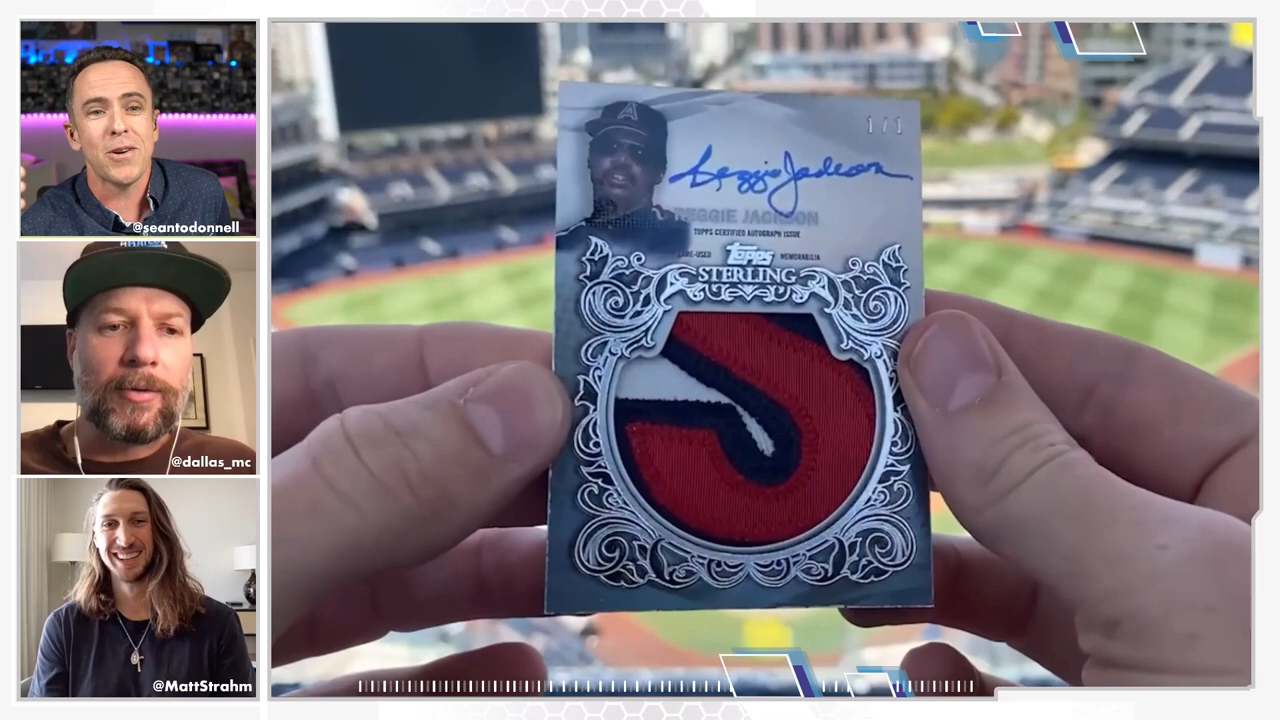 @seantodonnell
@dallas_mc
@MattStrahm
A
1/1
Reggie Jackson
REGGIE JACKSON
TOPPS CERTIFIED AUTOGRAPH ISSUE
GAME-USED topps MEMORABILIA
STERLING